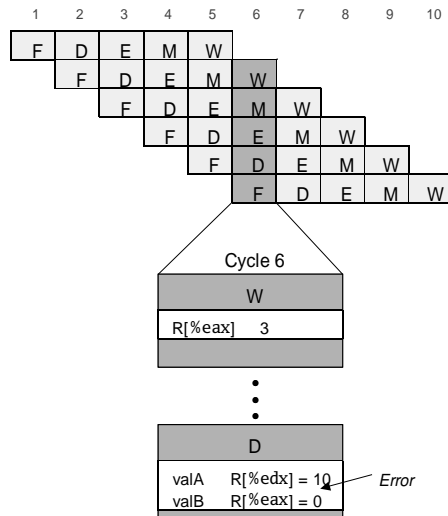 1 2 3 4 5 6 7 8 9 10
F D E M W
F D E M W
F D E M W
F D E M W
F D E M W
F D E M W
Cycle 6
W
R[%eax] 3
D
valA R[%edx] = 10
Error
valB R[%eax] = 0